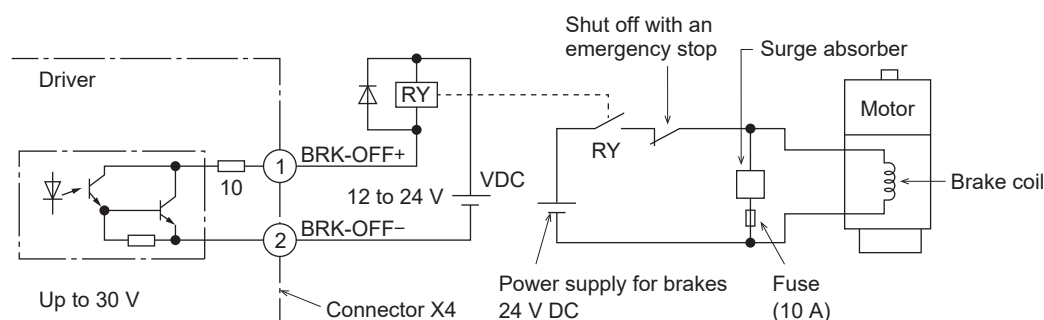 Driver
10
1
BRK-OFF+
2
BRK-OFF−
Up to 30 V
Connector X4
RY
VDC
12 to 24 V
Shut off with an
emergency stop
RY
Surge absorber
Motor
Brake coil
Power supply for brakes
24 V DC
Fuse
(10 A)